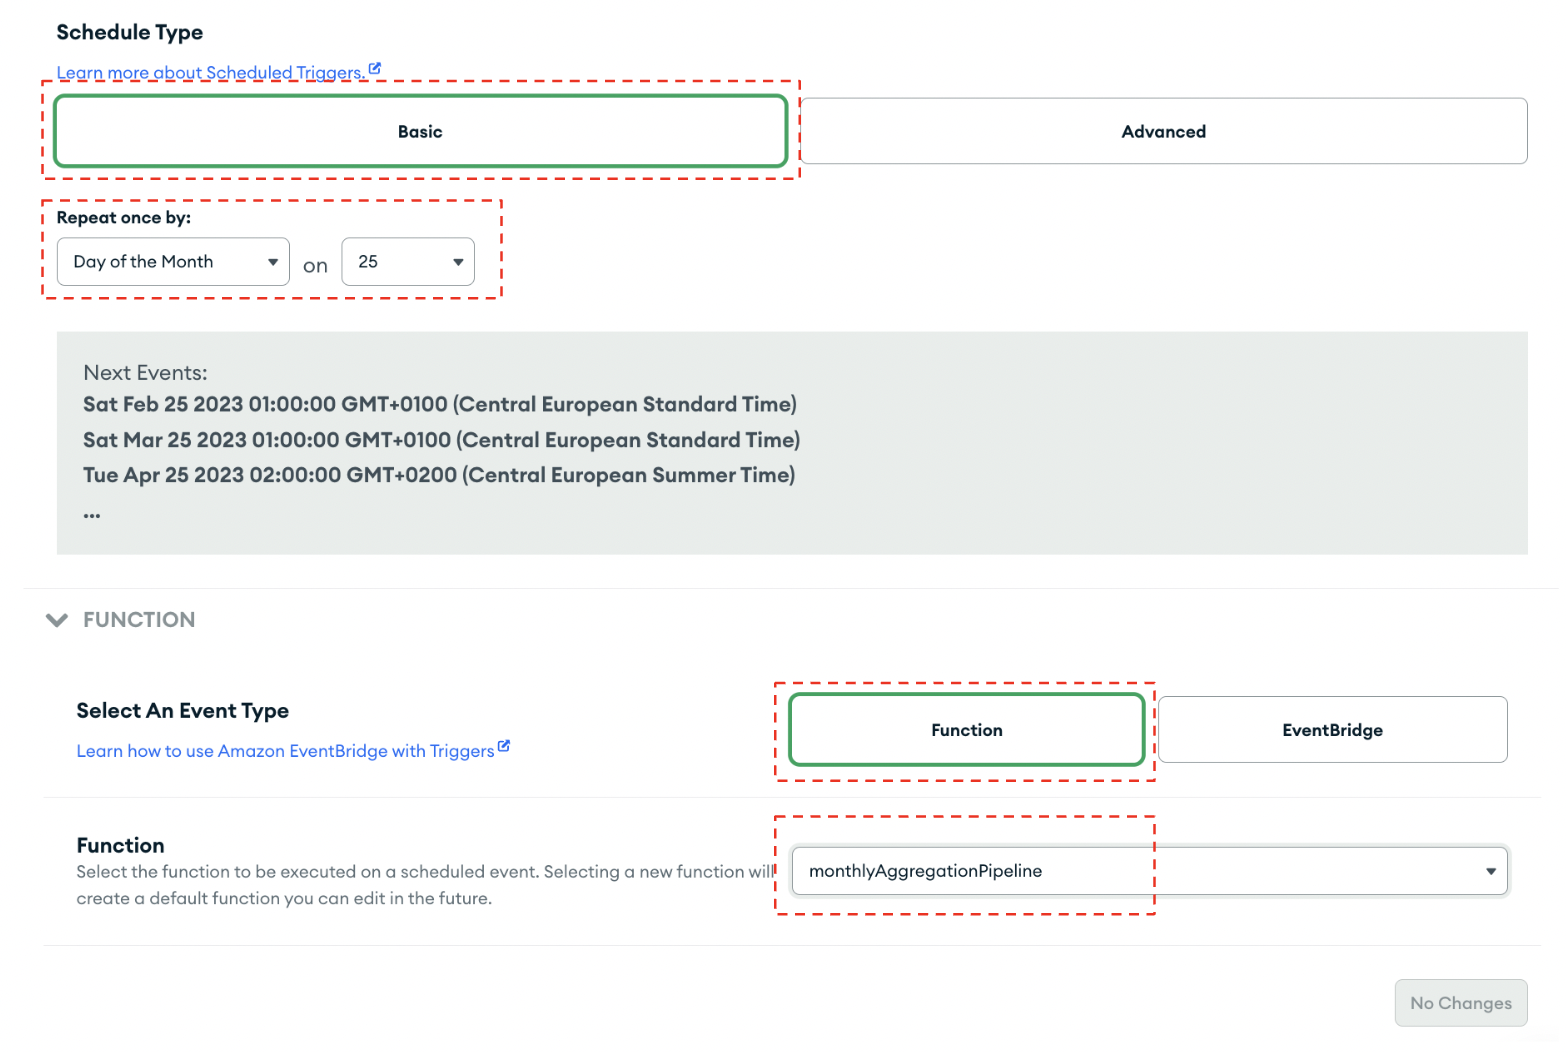 Schedule Type
Learn more about Scheduled Triggers.
Basic
Advanced
Repeat once by:
Day of the Month on 25
Next Events:
Sat Feb 25 2023 01:00:00 GMT+0100 (Central European Standard Time)
Sat Mar 25 2023 01:00:00 GMT+0100 (Central European Standard Time)
Tue Apr 25 2023 02:00:00 GMT+0200 (Central European Summer Time)
...
FUNCTION
Select An Event Type
Learn how to use Amazon EventBridge with Triggers
Function
EventBridge
Function
Select the function to be executed on a scheduled event. Selecting a new function will
create a default function you can edit in the future.
monthlyAggregationPipeline
No Changes